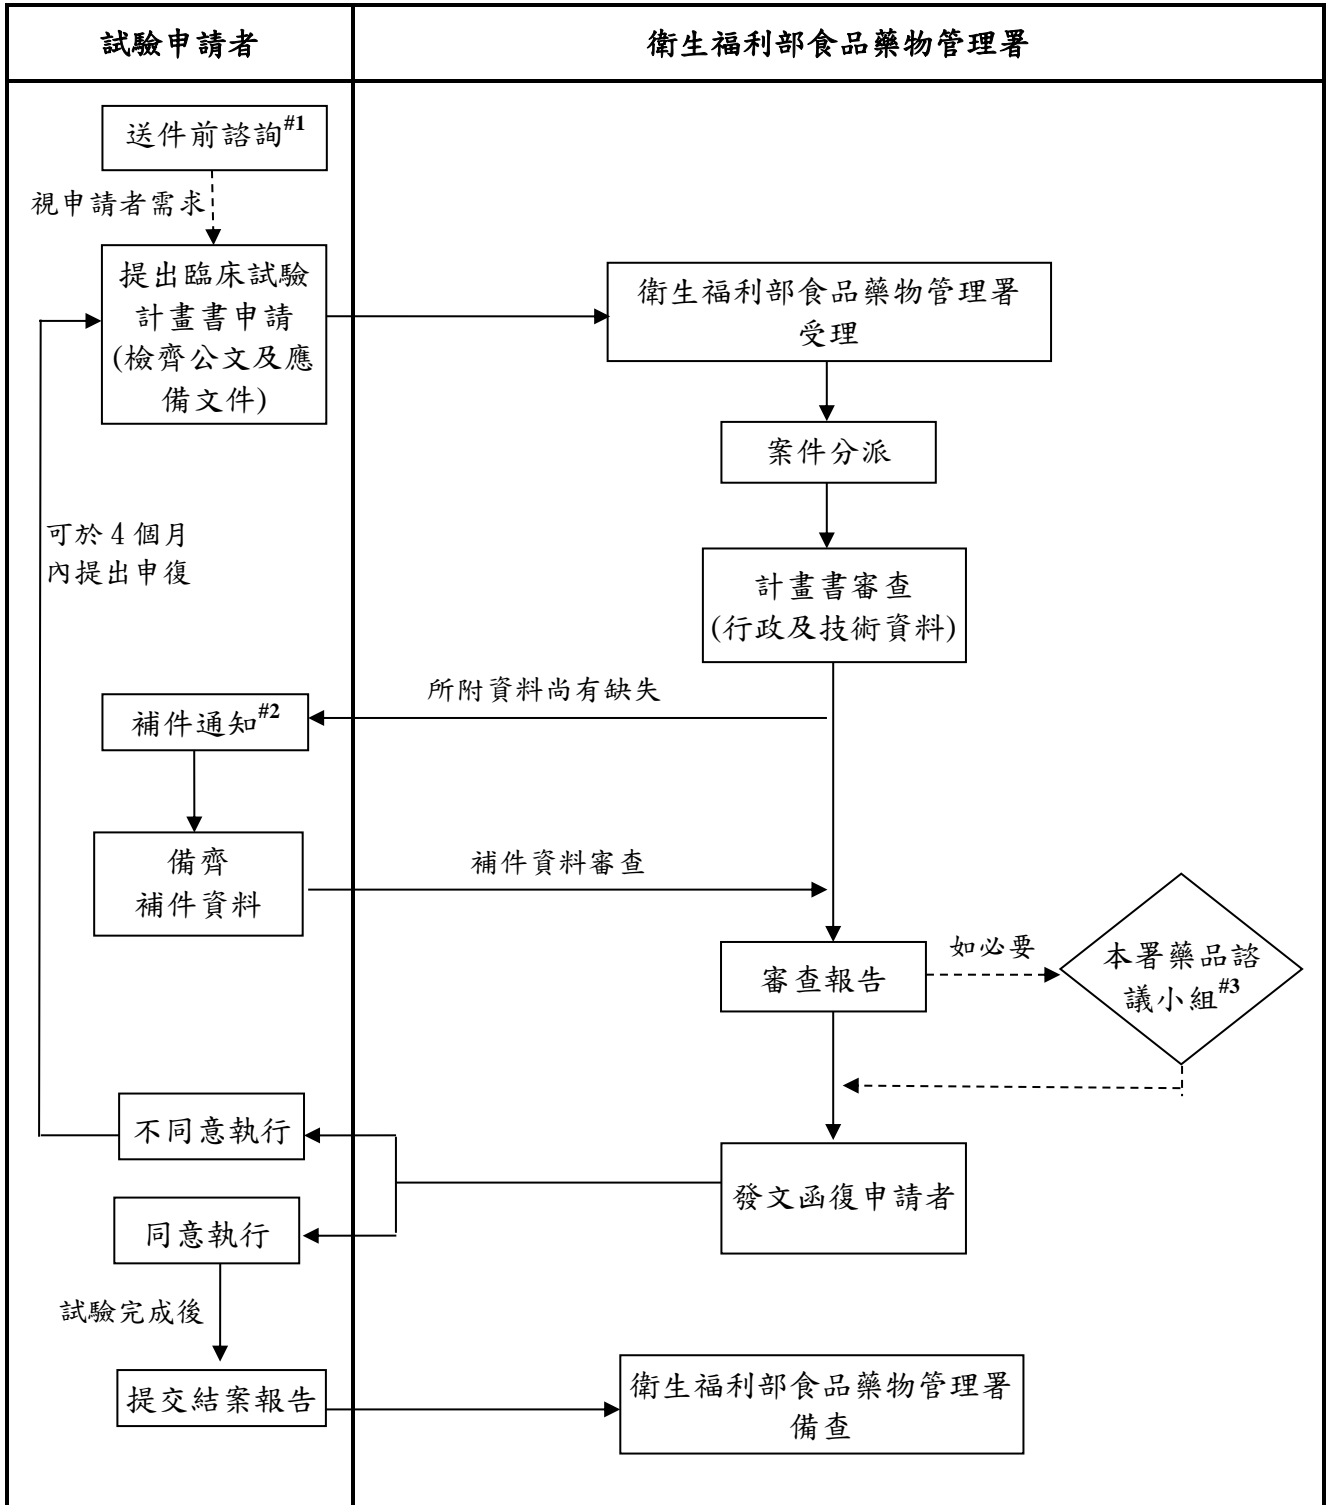 試驗申請者
衛生福利部食品藥物管理署
送件前諮詢#1
視申請者需求
提出臨床試驗
計畫書申請
(檢齊公文及應
備文件)
衛生福利部食品藥物管理署
受理
案件分派
可於 4 個月
內提出申復
計畫書審查
(行政及技術資料)
所附資料尚有缺失
補件通知#2
備齊
補件資料
補件資料審查
審查報告
如必要
本署藥品諮
議小組#3
不同意執行
發文函復申請者
同意執行
試驗完成後
提交結案報告
衛生福利部食品藥物管理署
備查